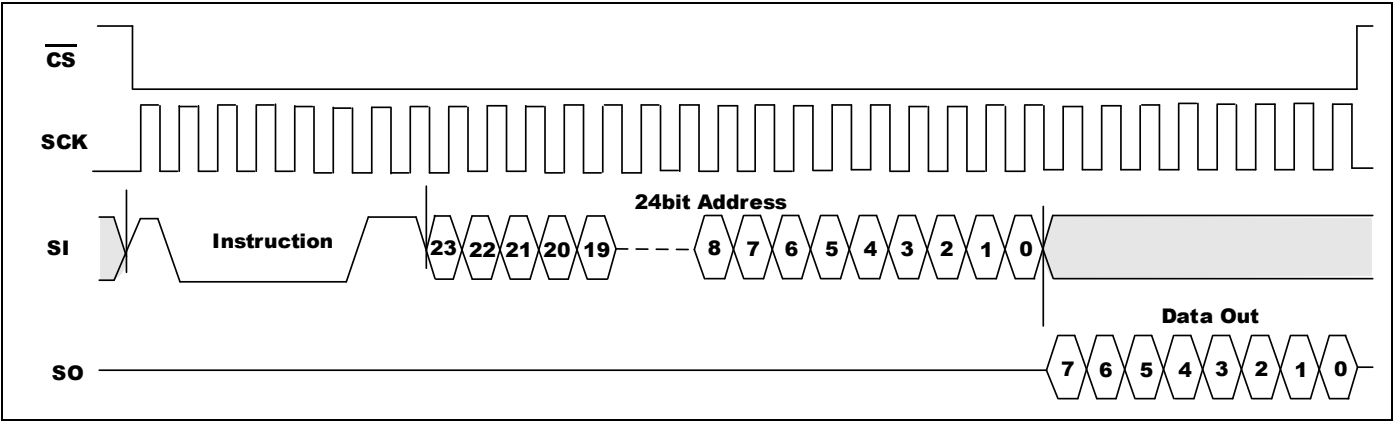 CS
SCK
24bit Address
SI Instruction 23 22 21 20 19 8 7 6 5 4 3 2 1 0
Data Out
SO 7 6 5 4 3 2 1 0